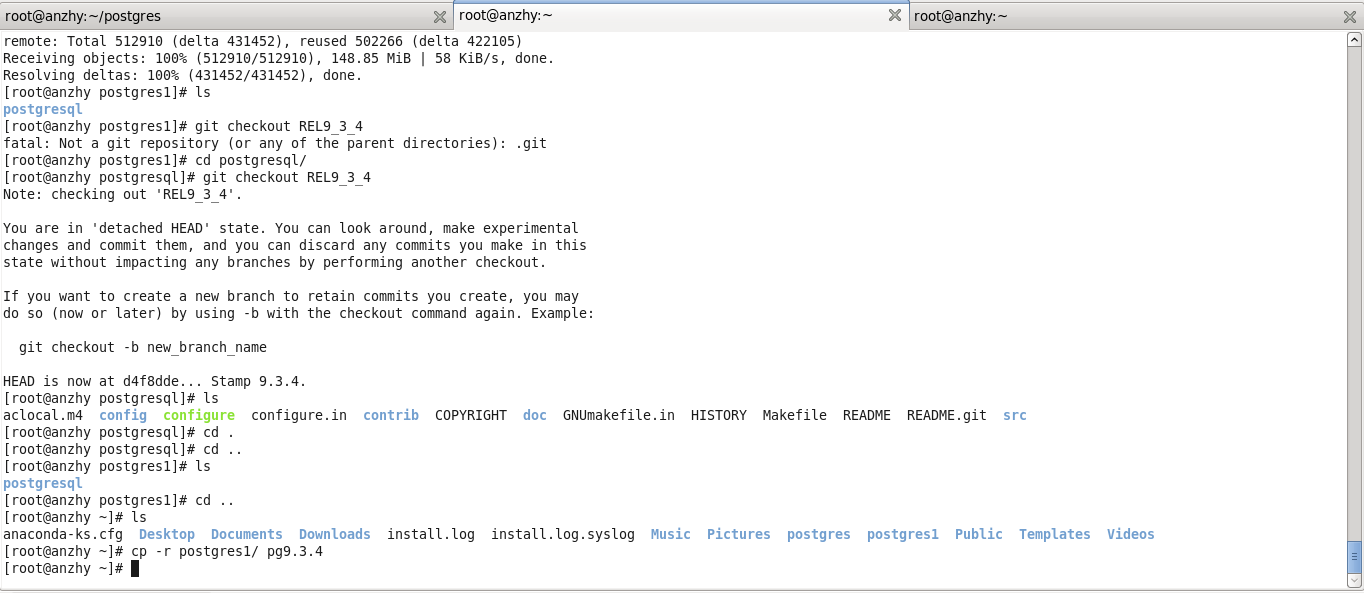 root@anzhy:~/postgres root@anzhy:~ root@anzhy:~
remote: Total 512910 (delta 431452), reused 502266 (delta 422105)
Receiving objects: 100% (512910/512910), 148.85 MiB | 58 KiB/s, done.
Resolving deltas: 100% (431452/431452), done.
[root@anzhy postgres1]# ls
postgresql
[root@anzhy postgres1]# git checkout REL9_3_4
fatal: Not a git repository (or any of the parent directories): .git
[root@anzhy postgres1]# cd postgresql/
[root@anzhy postgresql]# git checkout REL9_3_4
Note: checking out 'REL9_3_4'.

You are in 'detached HEAD' state. You can look around, make experimental
changes and commit them, and you can discard any commits you make in this
state without impacting any branches by performing another checkout.

If you want to create a new branch to retain commits you create, you may
do so (now or later) by using -b with the checkout command again. Example:

  git checkout -b new_branch_name

HEAD is now at d4f8dde... Stamp 9.3.4.
[root@anzhy postgresql]# ls
aclocal.m4  config  configure  configure.in  contrib  COPYRIGHT  doc  GNUmakefile.in  HISTORY  Makefile  README  README.git  src
[root@anzhy postgresql]# cd .
[root@anzhy postgresql]# cd ..
[root@anzhy postgres1]# ls
postgresql
[root@anzhy postgres1]# cd ..
[root@anzhy ~]# ls
anaconda-ks.cfg  Desktop  Documents  Downloads  install.log  install.log.syslog  Music  Pictures  postgres  postgres1  Public  Templates  Videos
[root@anzhy ~]# cp -r postgres1/ pg9.3.4
[root@anzhy ~]#